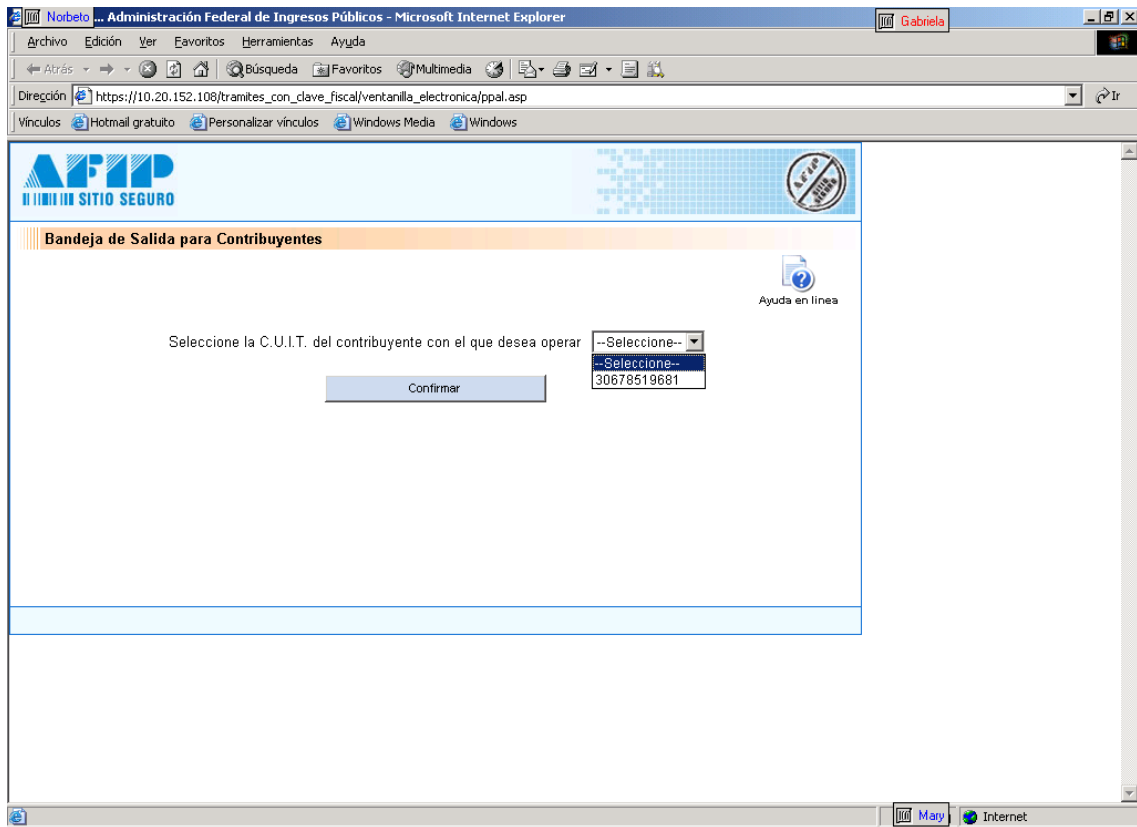 Norbeto ... Administración Federal de Ingresos Públicos - Microsoft Internet Explorer
Gabriela
Archivo Edición Ver Favoritos Herramientas Ayuda
Atrás Búsqueda Favoritos Multimedia
Dirección https://10.20.152.108/tramites_con_clave_fiscal/ventanilla_electronica/ppal.asp Ir
Vínculos Hotmail gratuito Personalizar vínculos Windows Media Windows
AFIP
SITIO SEGURO
AFIP
SITIO SEGURO
Bandeja de Salida para Contribuyentes
Ayuda en linea
Seleccione la C.U.I.T. del contribuyente con el que desea operar --Seleccione--
--Seleccione--
30678519681
Confirmar
Mary Internet